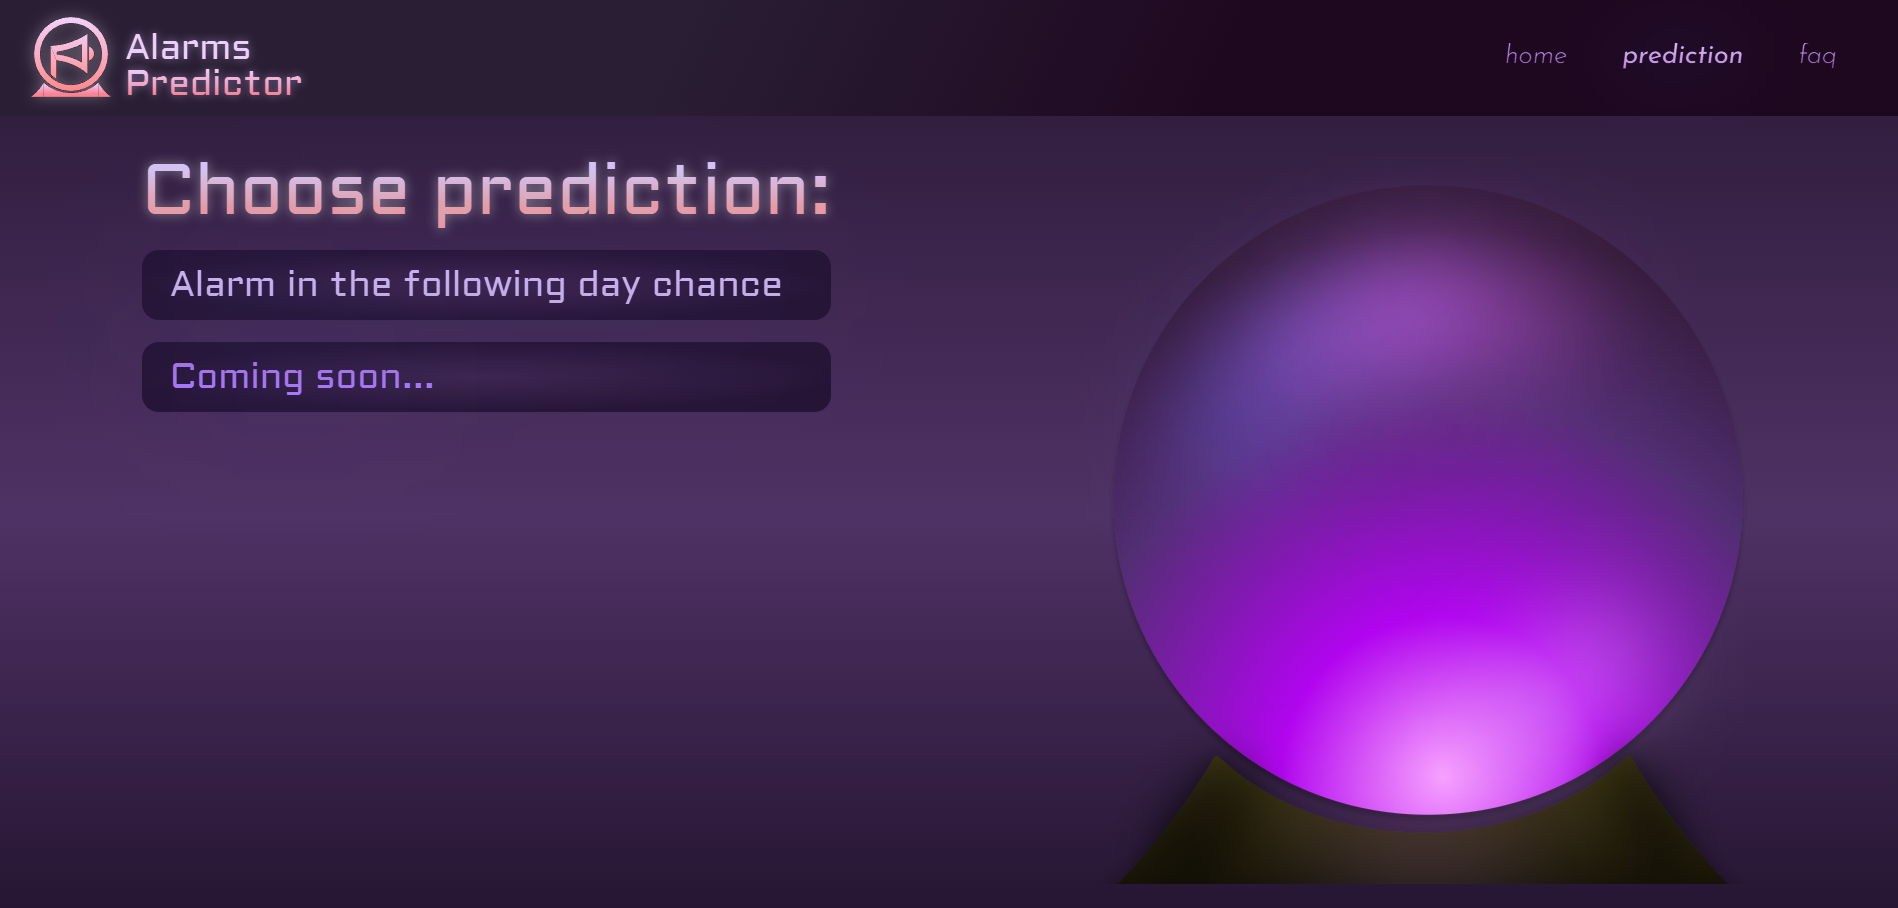 Alarms
Predictor
home prediction faq
Choose prediction:
Alarm in the following day chance
Coming soon...